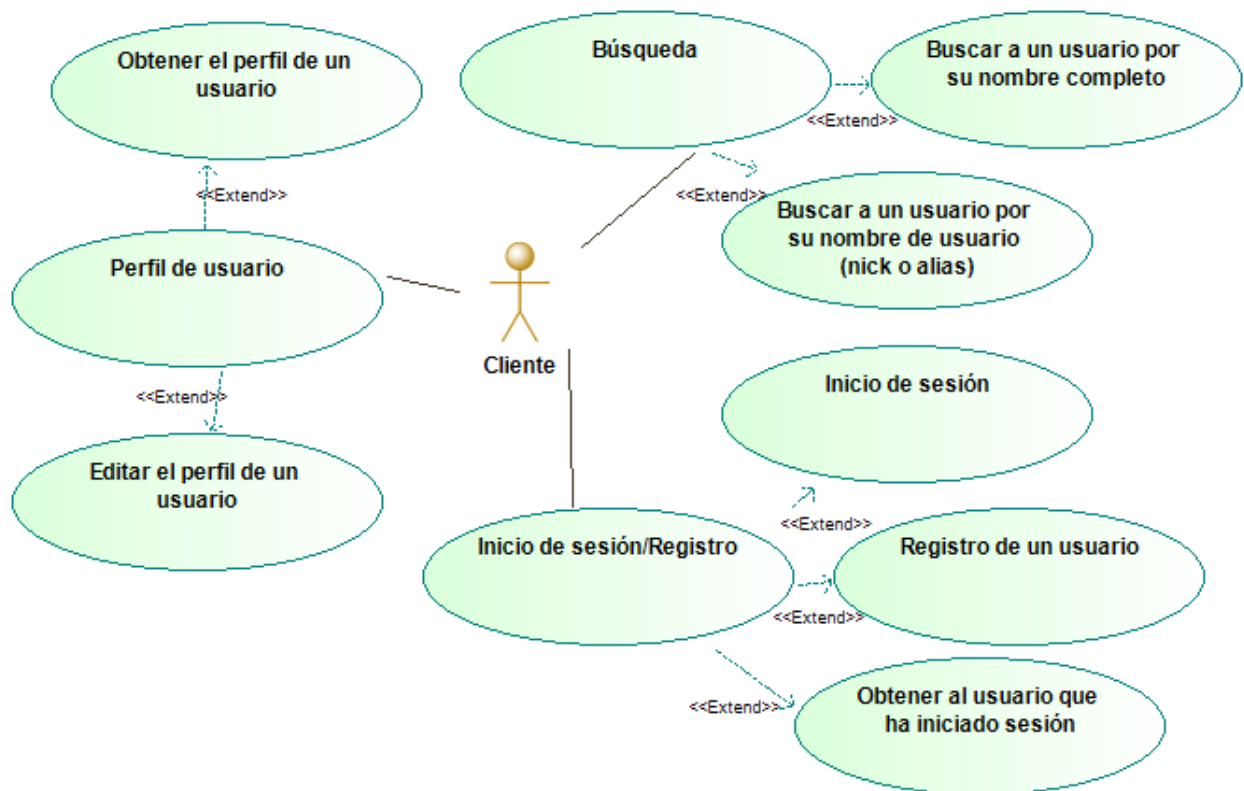 Obtener el perfil de un
usuario
<<Extend>>
Perfil de usuario
<<Extend>>
Editar el perfil de un
usuario
Búsqueda
<<Extend>>
Buscar a un usuario por
su nombre completo
<<Extend>>
Buscar a un usuario por
su nombre de usuario
(nick o alias)
Cliente
Inicio de sesión
<<Extend>>
Inicio de sesión/Registro
<<Extend>>
Registro de un usuario
<<Extend>>
Obtener al usuario que
ha iniciado sesión